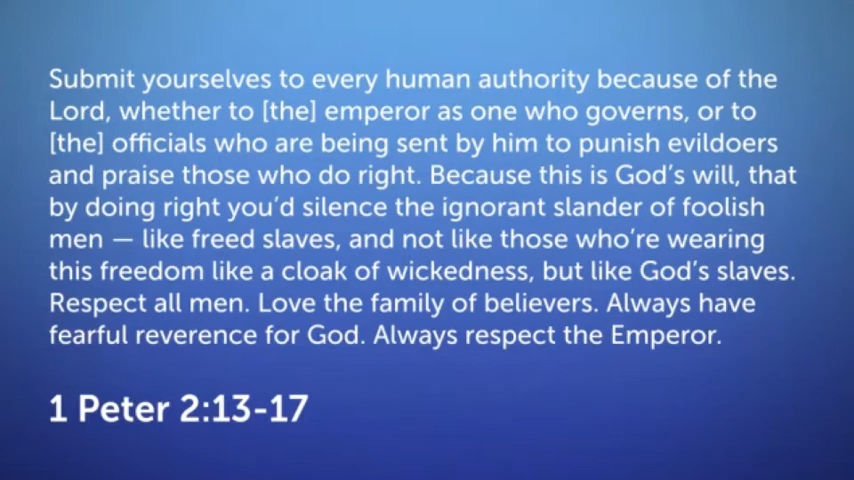 Submit yourselves to every human authority because of the
Lord, whether to [the] emperor as one who governs, or to
[the] officials who are being sent by him to punish evildoers
and praise those who do right. Because this is God’s will, that
by doing right you’d silence the ignorant slander of foolish
men — like freed slaves, and not like those who’re wearing
this freedom like a cloak of wickedness, but like God’s slaves.
Respect all men. Love the family of believers. Always have
fearful reverence for God. Always respect the Emperor.
1 Peter 2:13-17